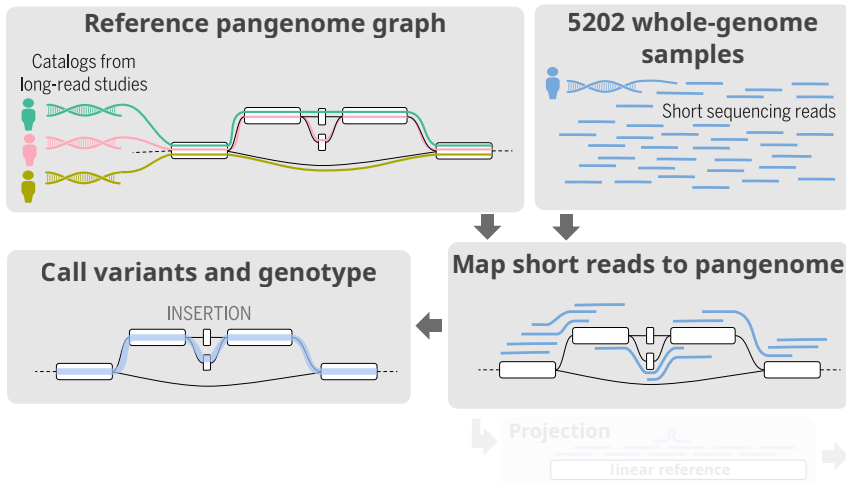 Reference pangenome graph
Catalogs from
long-read studies
5202 whole-genome
samples
Short sequencing reads
Call variants and genotype
INSERTION
Map short reads to pangenome
Projection
linear reference